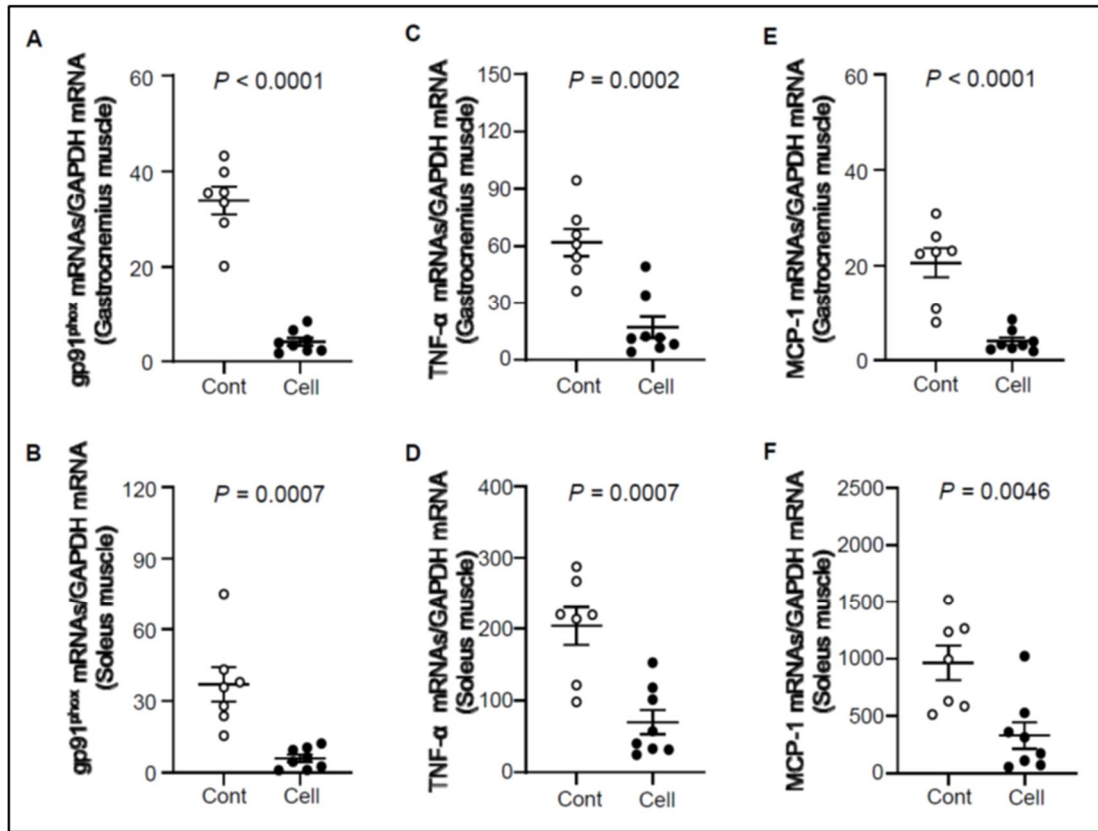 A
gp91phox mRNAs/GAPDH mRNA
(Gastrocnemius muscle)
P < 0.0001
60
40
20
0
Cont Cell
C
TNF-α mRNAs/GAPDH mRNA
(Gastrocnemius muscle)
P = 0.0002
150
120
90
60
30
0
Cont Cell
E
MCP-1 mRNAs/GAPDH mRNA
(Gastrocnemius muscle)
P < 0.0001
60
40
20
0
Cont Cell
B
gp91phox mRNAs/GAPDH mRNA
(Soleus muscle)
P = 0.0007
120
90
60
30
0
Cont Cell
D
TNF-α mRNAs/GAPDH mRNA
(Soleus muscle)
P = 0.0007
400
300
200
100
0
Cont Cell
F
MCP-1 mRNAs/GAPDH mRNA
(Soleus muscle)
P = 0.0046
2500
2000
1500
1000
500
0
Cont Cell